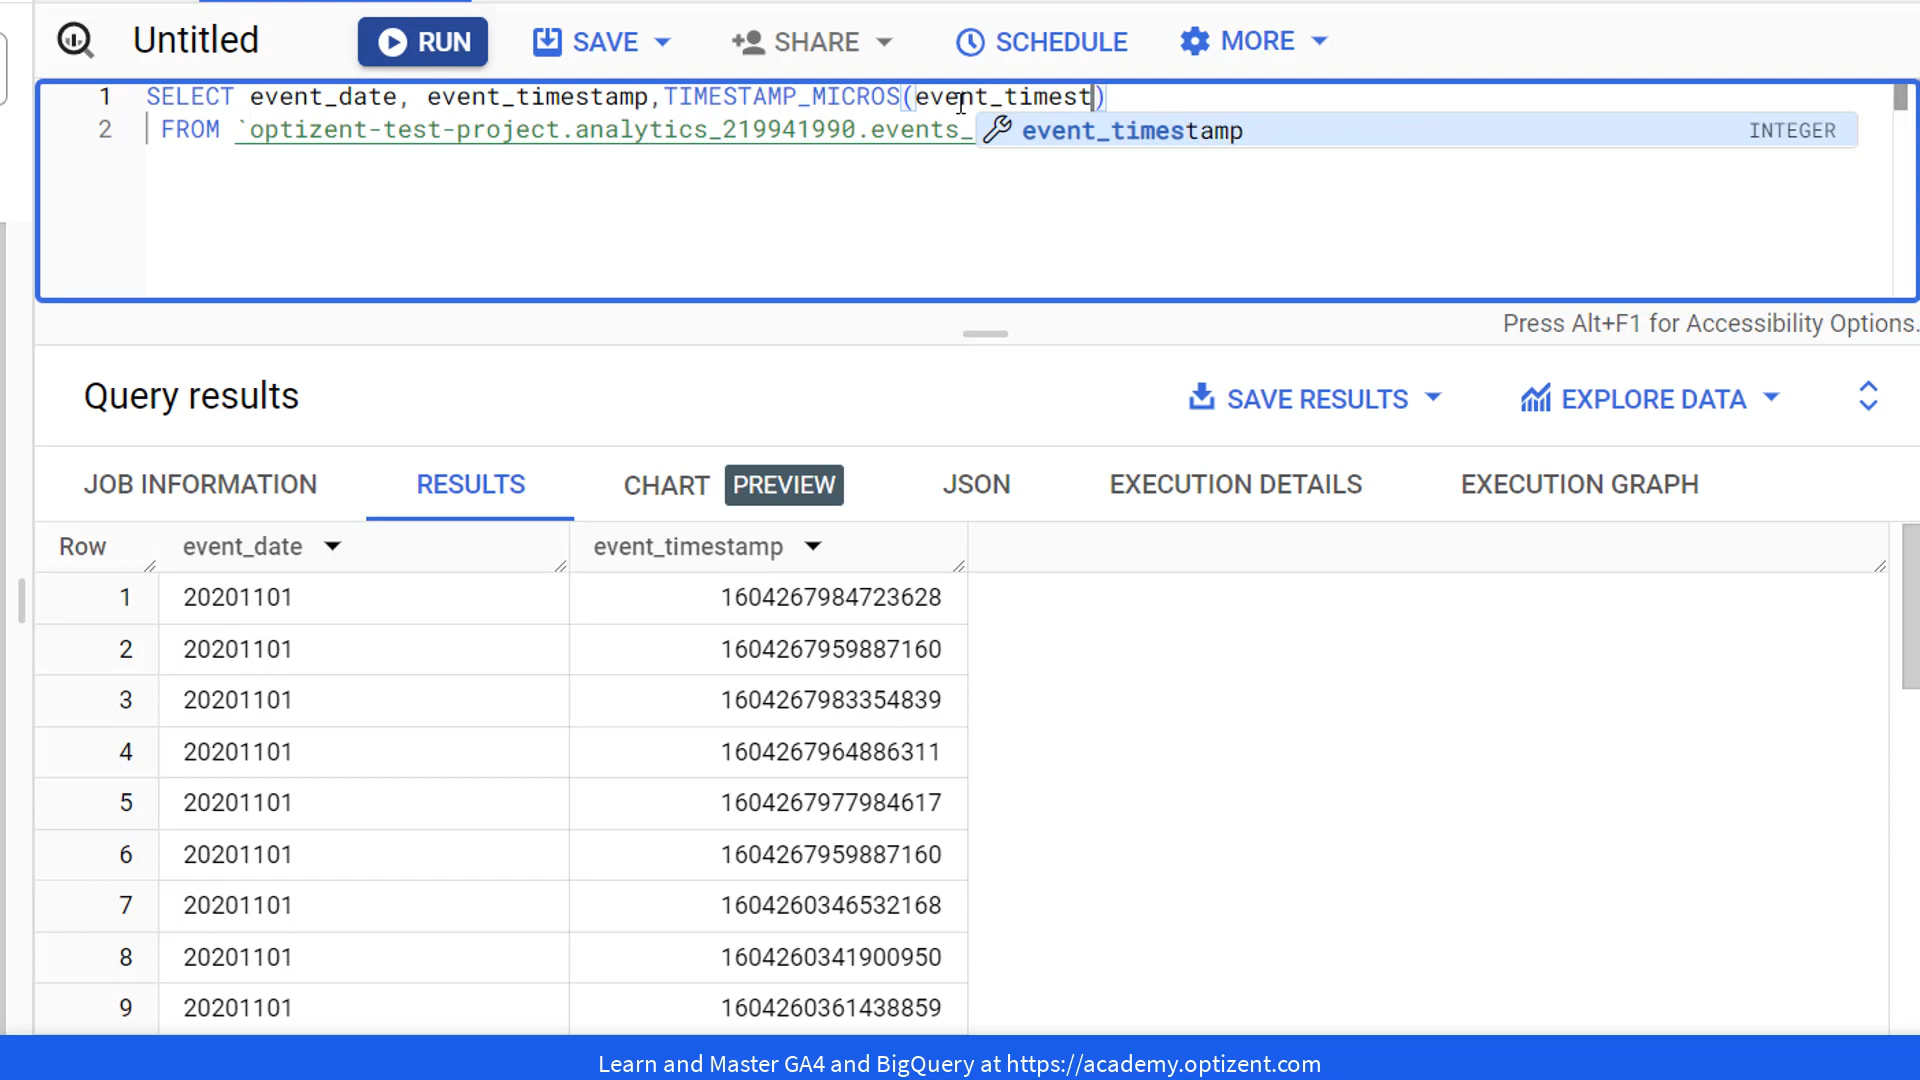 Untitled RUN SAVE SHARE SCHEDULE MORE
1 SELECT event_date, event_timestamp,TIMESTAMP_MICROS(event_timest)
2 FROM `optizent-test-project.analytics_219941990.events_
event_timestamp INTEGER
Press Alt+F1 for Accessibility Options.
Query results SAVE RESULTS EXPLORE DATA
JOB INFORMATION RESULTS CHART PREVIEW JSON EXECUTION DETAILS EXECUTION GRAPH
Row event_date event_timestamp
1 20201101 1604267984723628
2 20201101 1604267959887160
3 20201101 1604267983354839
4 20201101 1604267964886311
5 20201101 1604267977984617
6 20201101 1604267959887160
7 20201101 1604260346532168
8 20201101 1604260341900950
9 20201101 1604260361438859
Learn and Master GA4 and BigQuery at https://academy.optizent.com